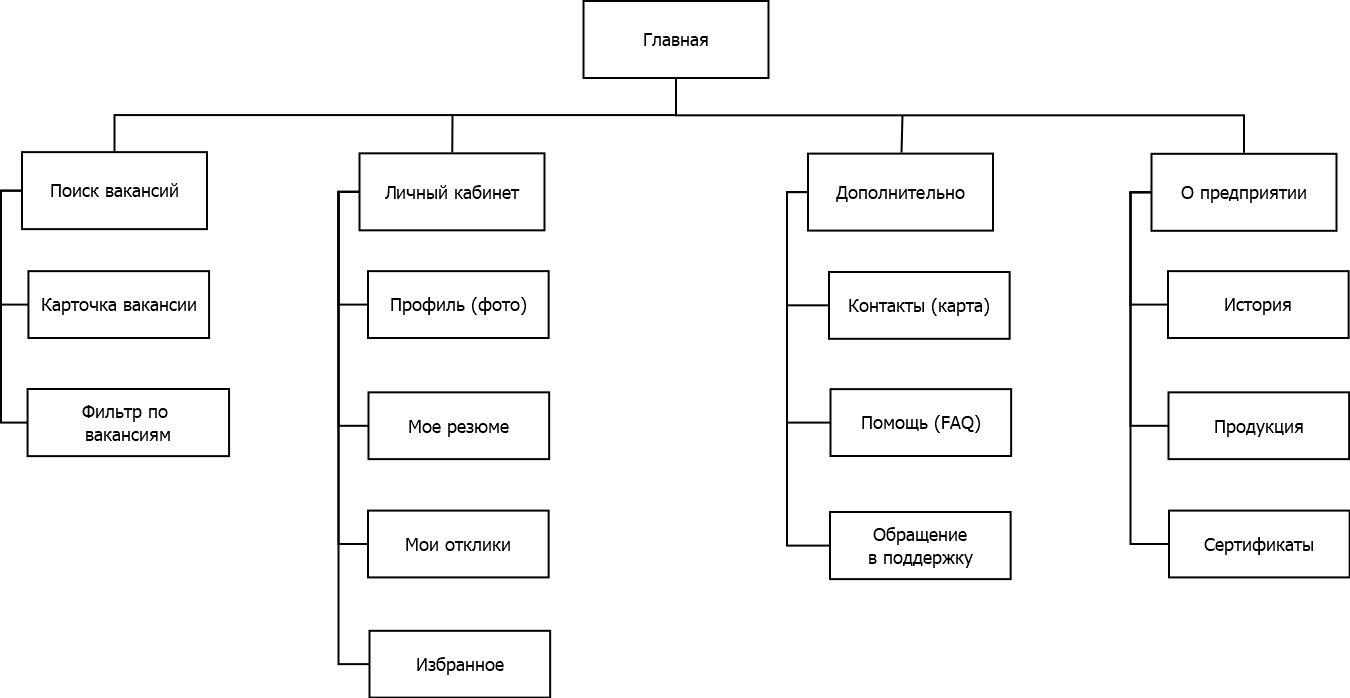 Главная
Поиск вакансий
Личный кабинет
Дополнительно
О предприятии
Карточка вакансии
Профиль (фото)
Контакты (карта)
История
Фильтр по
вакансиям
Мое резюме
Помощь (FAQ)
Продукция
Мои отклики
Обращение
в поддержку
Сертификаты
Избранное